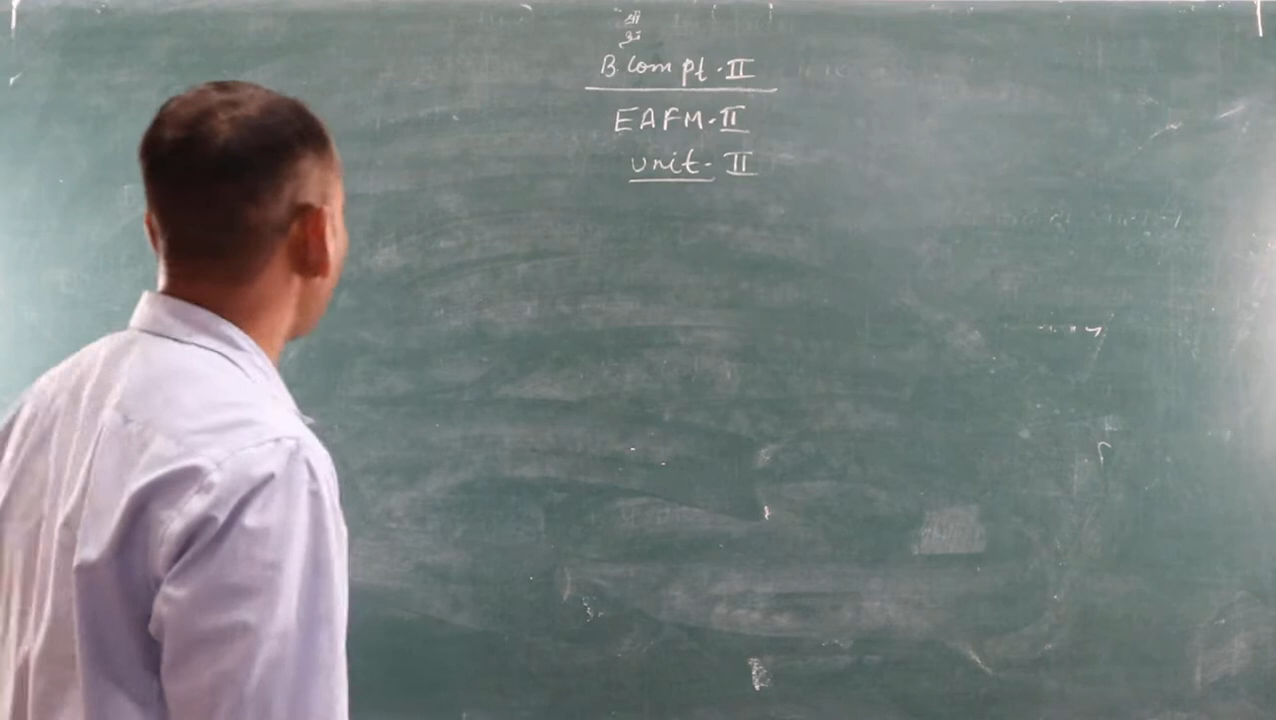 श्री
B. Com pt. II
EAFM. II
Unit. II